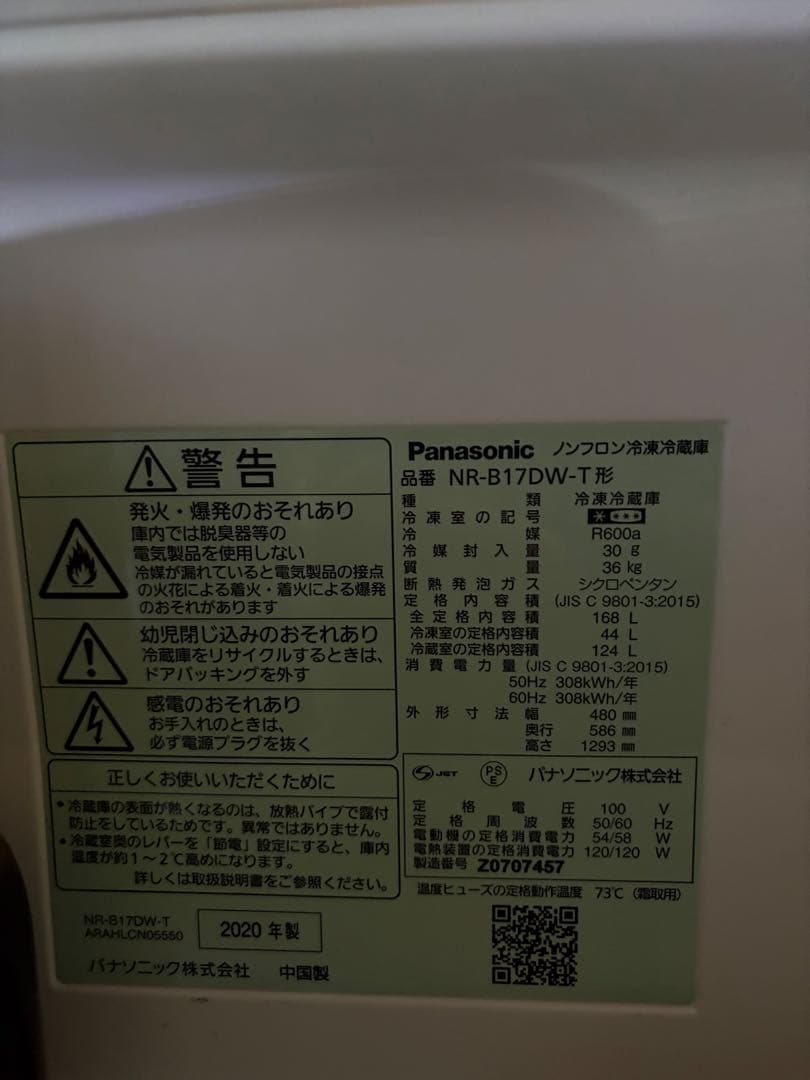 警告
発火・爆発のおそれあり
庫内では脱臭器等の
電気製品を使用しない
冷媒が漏れていると電気製品の接点
の火花による着火・着火による爆発
のおそれがあります
幼児閉じ込みのおそれあり
冷蔵庫をリサイクルするときは、
ドアパッキングを外す
感電のおそれあり
お手入れのときは、
必ず電源プラグを抜く
正しくお使いいただくために
●冷蔵庫の表面が熱くなるのは、放熱パイプで露付
防止をしているためです。異常ではありません。
●冷蔵室奥のレバーを「節電」設定にすると、庫内
温度が約1～2℃高めになります。
詳しくは取扱説明書をご参照ください。
NR-B17DW-T
ARAHLCN05550
2020 年製
パナソニック株式会社 中国製
Panasonic ノンフロン冷凍冷蔵庫
品番 NR-B17DW-T形
種類 冷凍冷蔵庫
冷凍室の記号 * ***
冷媒 R600a
冷媒封入量 30 g
質量 36 kg
断熱発泡ガス シクロペンタン
定格内容積 (JIS C 9801-3:2015)
全定格内容積 168 L
冷凍室の定格内容積 44 L
冷蔵室の定格内容積 124 L
消費電力量 (JIS C 9801-3:2015)
50Hz 308kWh/年
60Hz 308kWh/年
外形寸法 幅 480 ㎜
奥行 586 ㎜
高さ 1293 ㎜
JET PSE パナソニック株式会社
定格電圧 100 V
定格周波数 50/60 Hz
電動機の定格消費電力 54/58 W
電熱装置の定格消費電力 120/120 W
製造番号 Z0707457
温度ヒューズの定格動作温度 73℃ (霜取用)